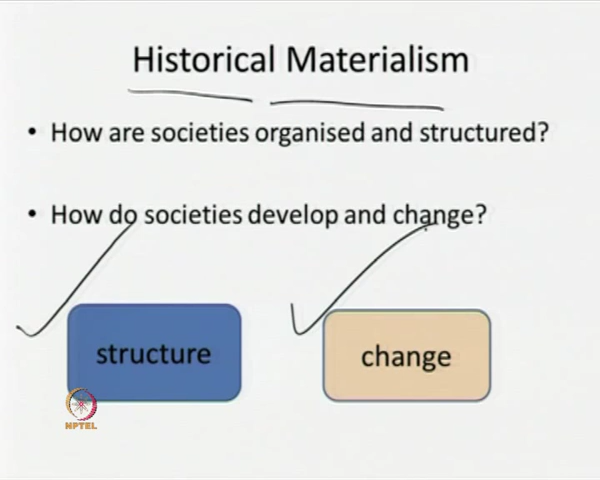 Historical Materialism
• How are societies organised and structured?
• How do societies develop and change?
structure
change
NPTEL